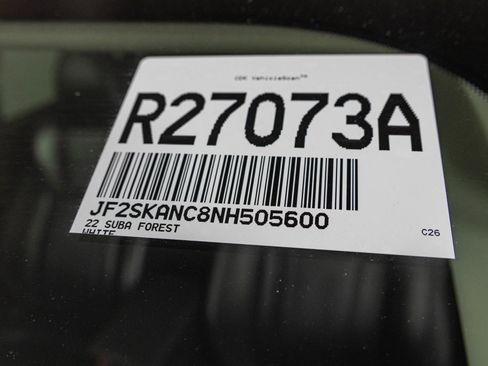 CDK VehicleScan™
R27073A
JF2SKANC8NH505600
22 SUBA FOREST
WHITE
C26